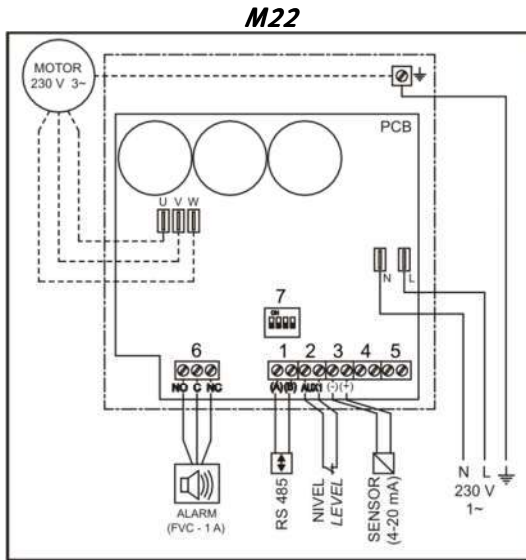 M22
MOTOR
230 V 3~
PCB
U V W
N L
7
ON
6
1 2 3 4 5
NO C NC
(A) (B) AUX1 (-) (+)
ALARM
(FVC - 1 A)
RS 485
NIVEL
LEVEL
SENSOR
(4-20 mA)
N L
230 V
1~